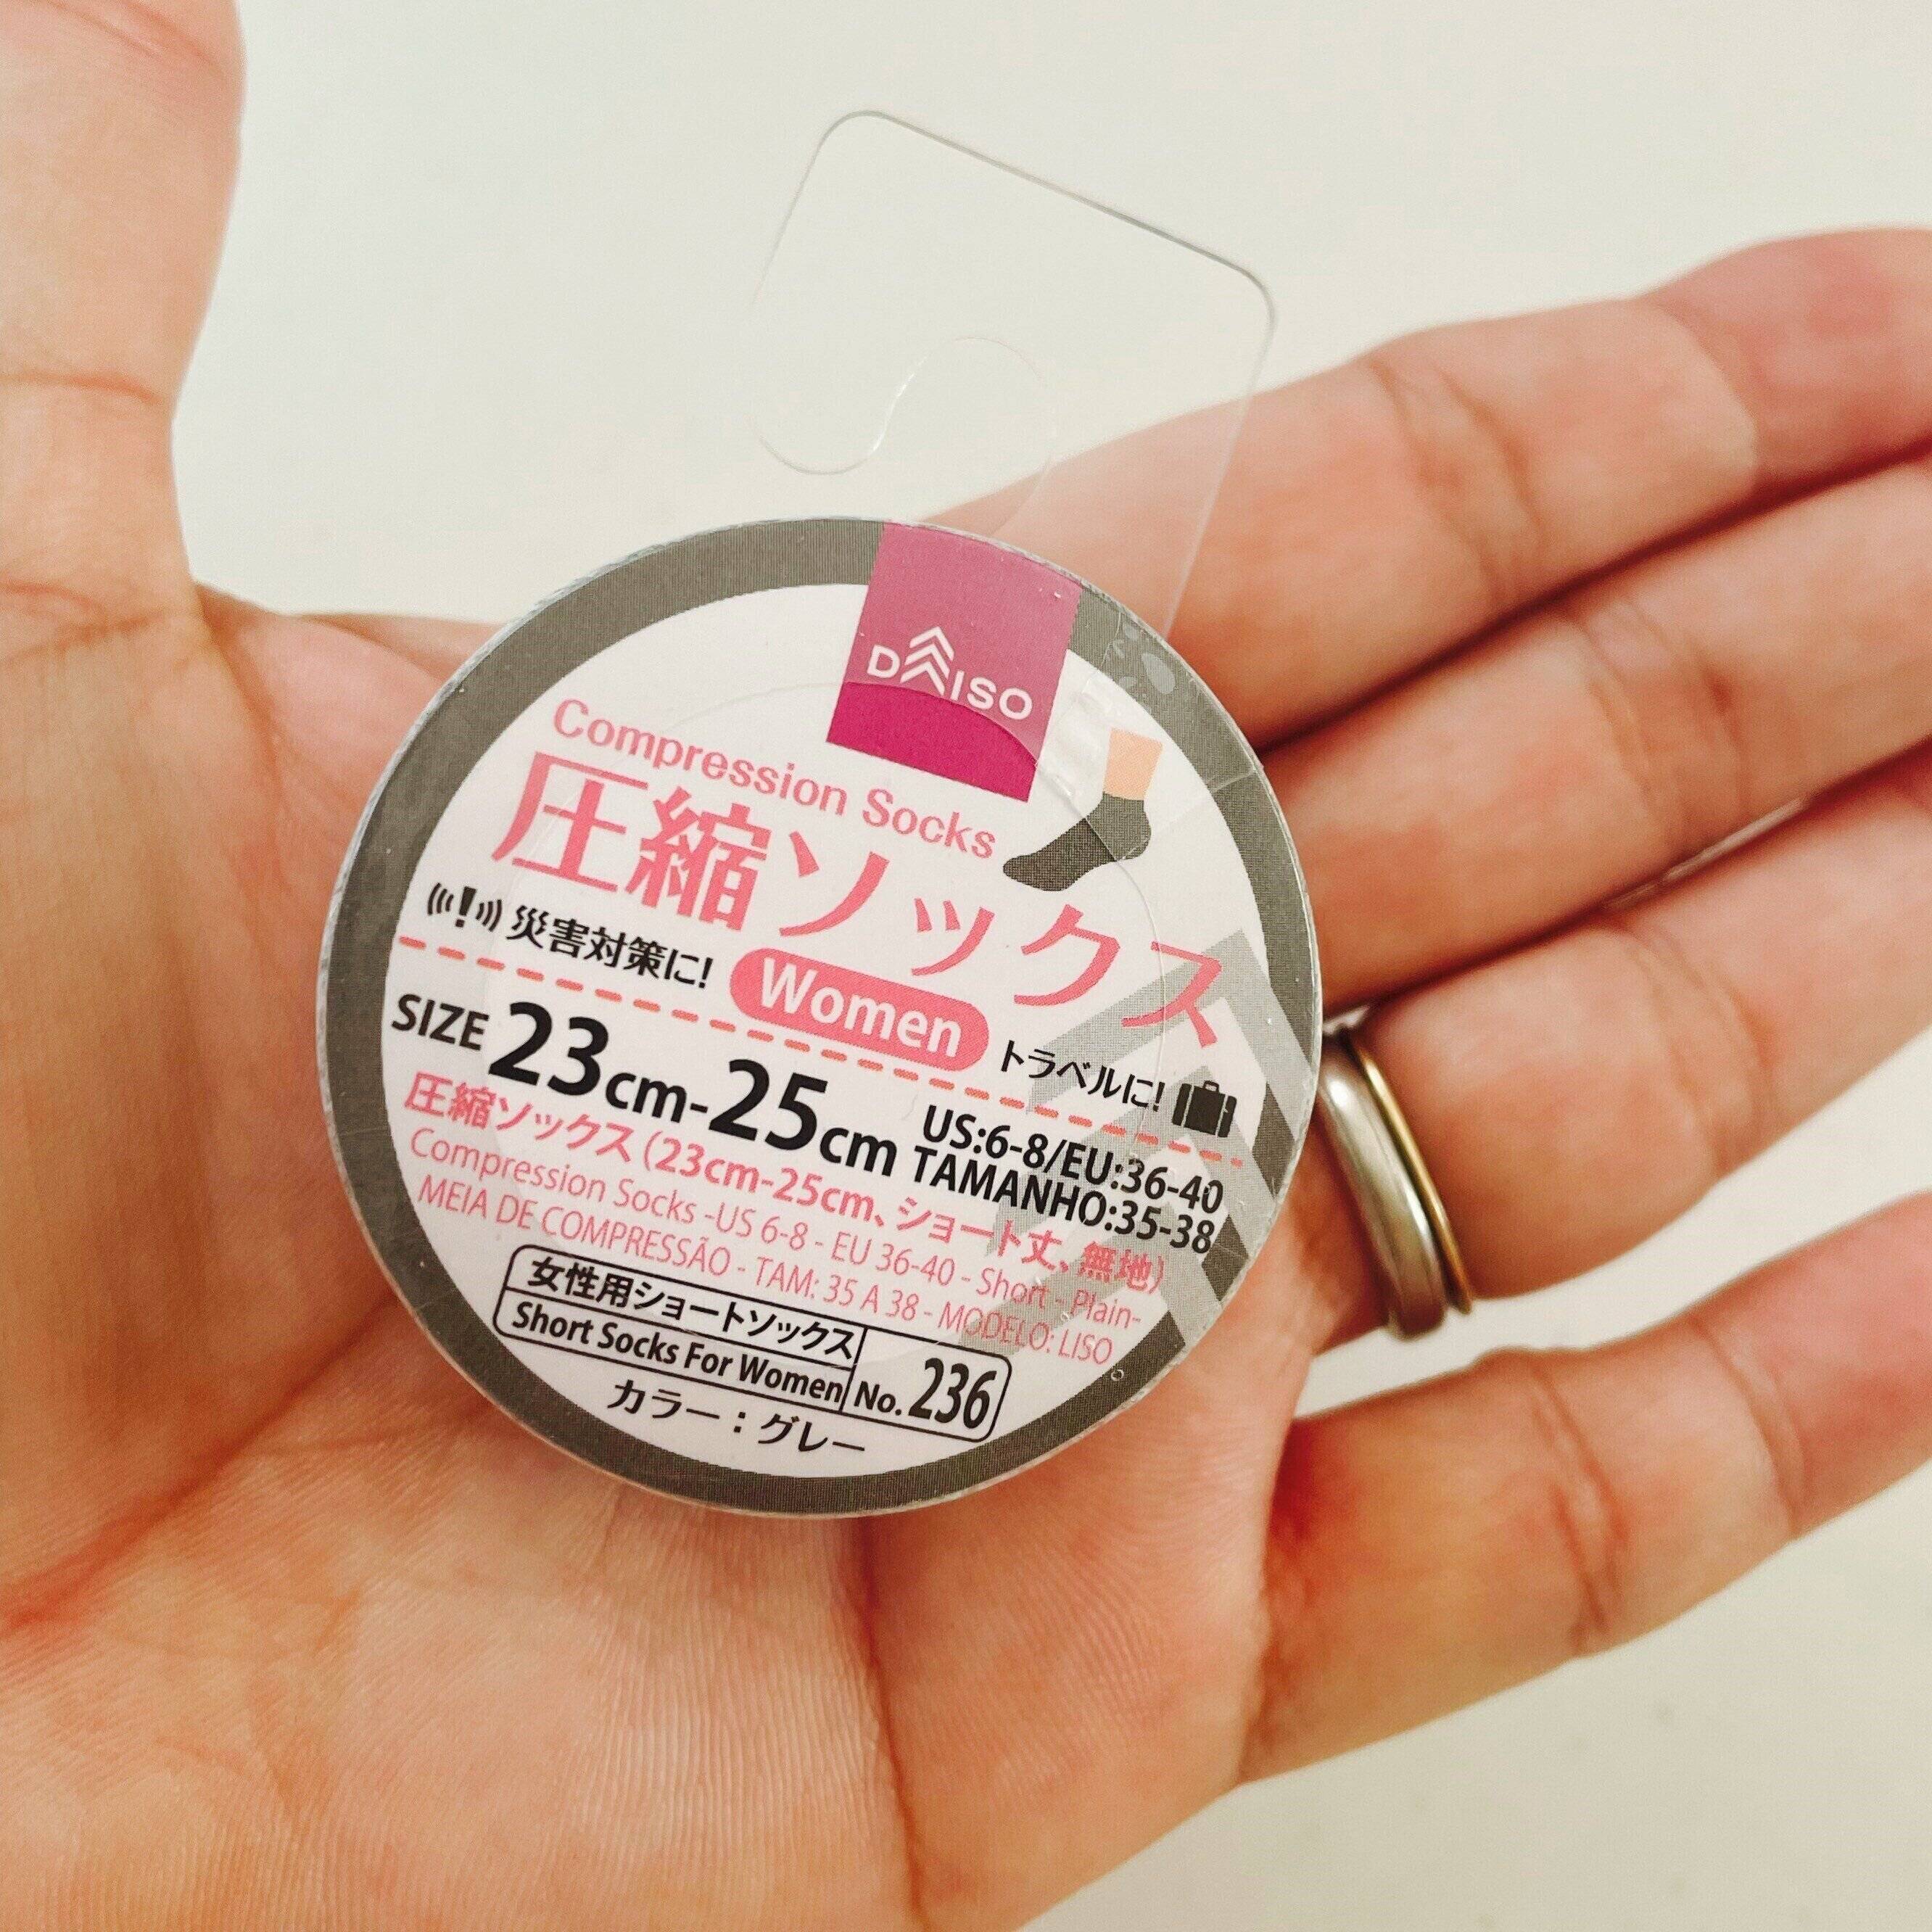 DAISO
Compression Socks
圧縮ソックス
災害対策に! Women トラベルに!
SIZE 23cm-25cm US:6-8/EU:36-40
TAMANHO:35-38
圧縮ソックス(23cm-25cm、ショート丈、無地)
Compression Socks -US 6-8 - EU 36-40 - Short - Plain-
MEIA DE COMPRESSÃO - TAM: 35 A 38 - MODELO: LISO
女性用ショートソックス
Short Socks For Women No. 236
カラー:グレー